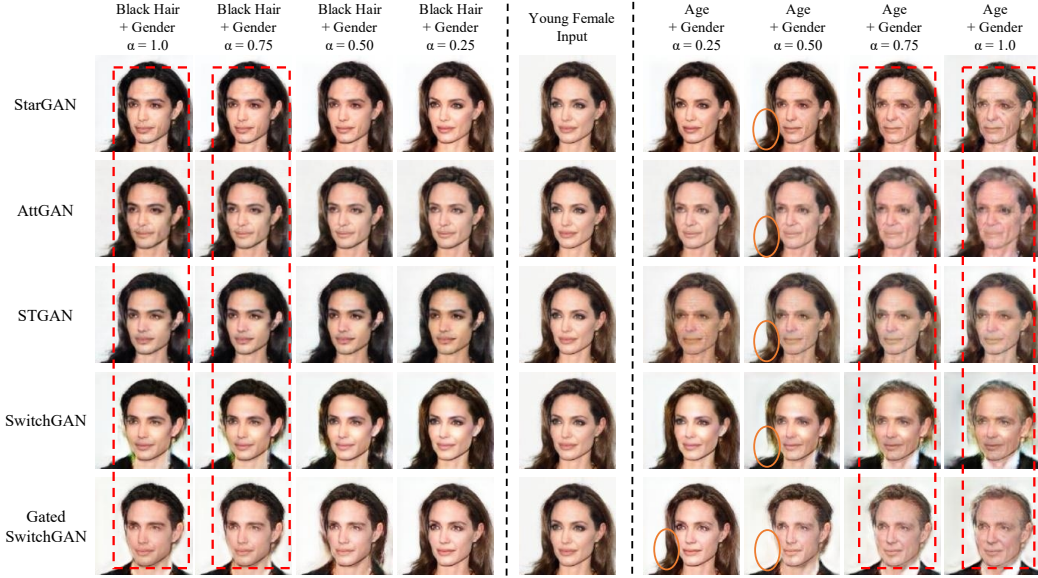 Black Hair
+ Gender
α = 1.0
Black Hair
+ Gender
α = 0.75
Black Hair
+ Gender
α = 0.50
Black Hair
+ Gender
α = 0.25
Young Female
Input
Age
+ Gender
α = 0.25
Age
+ Gender
α = 0.50
Age
+ Gender
α = 0.75
Age
+ Gender
α = 1.0
StarGAN
AttGAN
STGAN
SwitchGAN
Gated
SwitchGAN